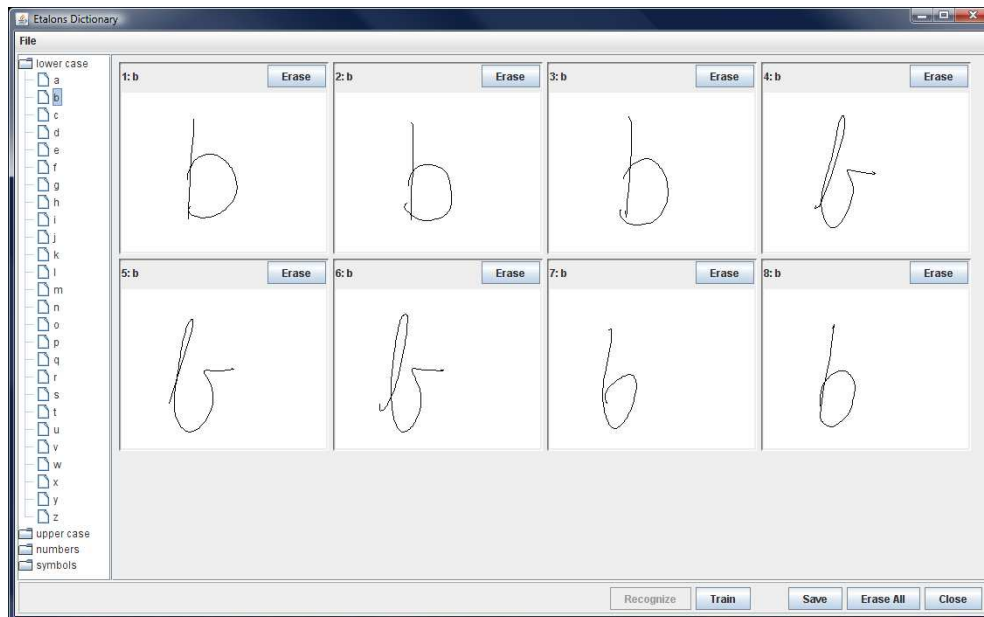 Etalons Dictionary
File
lower case
a
b
c
d
e
f
g
h
i
j
k
l
m
n
o
p
q
r
s
t
u
v
w
x
y
z
upper case
numbers
symbols
1: b Erase 2: b Erase 3: b Erase 4: b Erase
b b b b
5: b Erase 6: b Erase 7: b Erase 8: b Erase
b b b b
Recognize Train Save Erase All Close